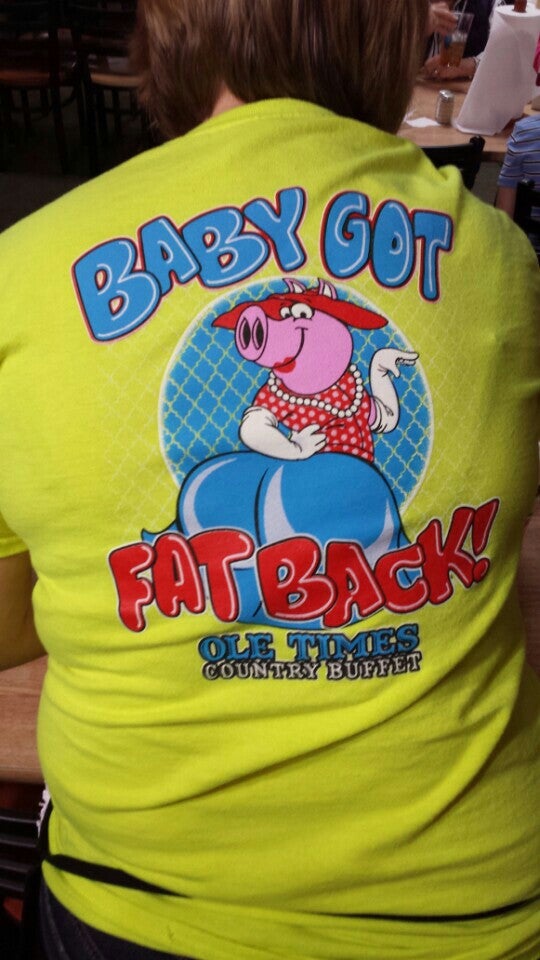 BABY GOT
FAT BACK!
OLE TIMES
COUNTRY BUFFET